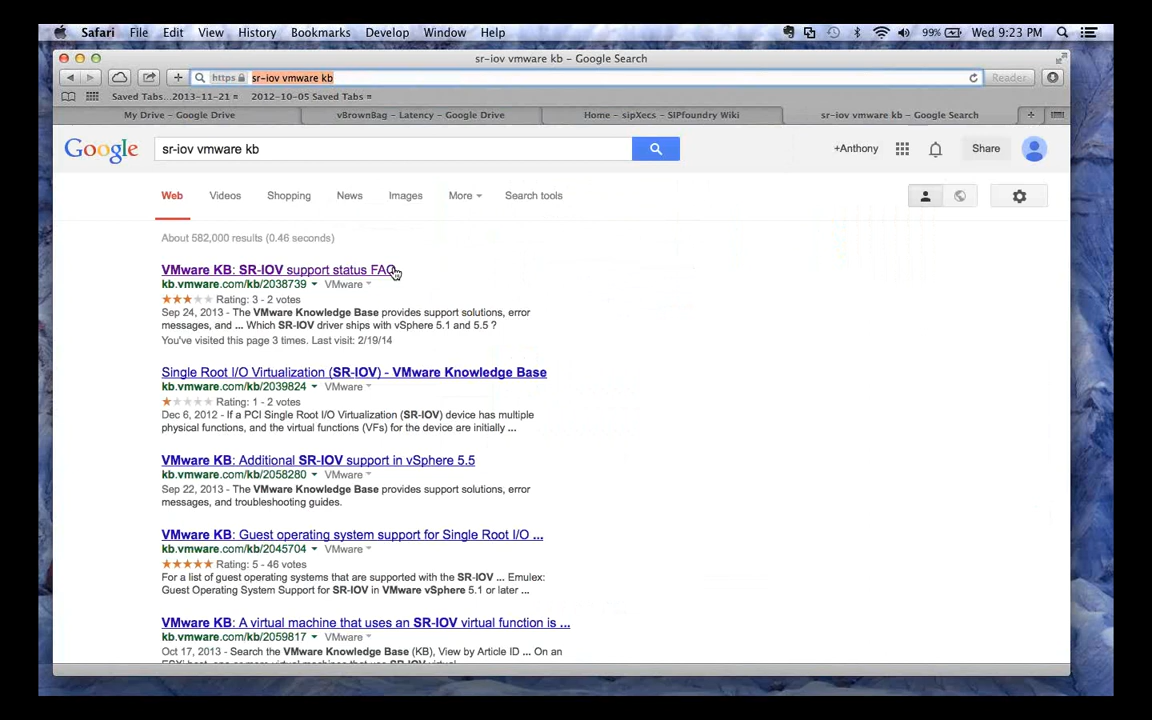 Safari File Edit View History Bookmarks Develop Window Help 99% Wed 9:23 PM
sr-iov vmware kb – Google Search
https sr-iov vmware kb Reader
Saved Tabs...2013-11-21 2012-10-05 Saved Tabs
My Drive – Google Drive vBrownBag – Latency – Google Drive Home – sipXecs – SIPfoundry Wiki sr-iov vmware kb – Google Search
Google sr-iov vmware kb +Anthony Share
Web Videos Shopping News Images More Search tools
About 582,000 results (0.46 seconds)
VMware KB: SR-IOV support status FAQ
kb.vmware.com/kb/2038739 VMware
Rating: 3 - 2 votes
Sep 24, 2013 - The VMware Knowledge Base provides support solutions, error
messages, and ... Which SR-IOV driver ships with vSphere 5.1 and 5.5 ?
You've visited this page 3 times. Last visit: 2/19/14
Single Root I/O Virtualization (SR-IOV) - VMware Knowledge Base
kb.vmware.com/kb/2039824 VMware
Rating: 1 - 2 votes
Dec 6, 2012 - If a PCI Single Root I/O Virtualization (SR-IOV) device has multiple
physical functions, and the virtual functions (VFs) for the device are initially ...
VMware KB: Additional SR-IOV support in vSphere 5.5
kb.vmware.com/kb/2058280 VMware
Sep 22, 2013 - The VMware Knowledge Base provides support solutions, error
messages, and troubleshooting guides.
VMware KB: Guest operating system support for Single Root I/O ...
kb.vmware.com/kb/2045704 VMware
Rating: 5 - 46 votes
For a list of guest operating systems that are supported with the SR-IOV ... Emulex:
Guest Operating System Support for SR-IOV in VMware vSphere 5.1 or later ...
VMware KB: A virtual machine that uses an SR-IOV virtual function is ...
kb.vmware.com/kb/2059817 VMware
Oct 17, 2013 - Search the VMware Knowledge Base (KB), View by Article ID ... On an